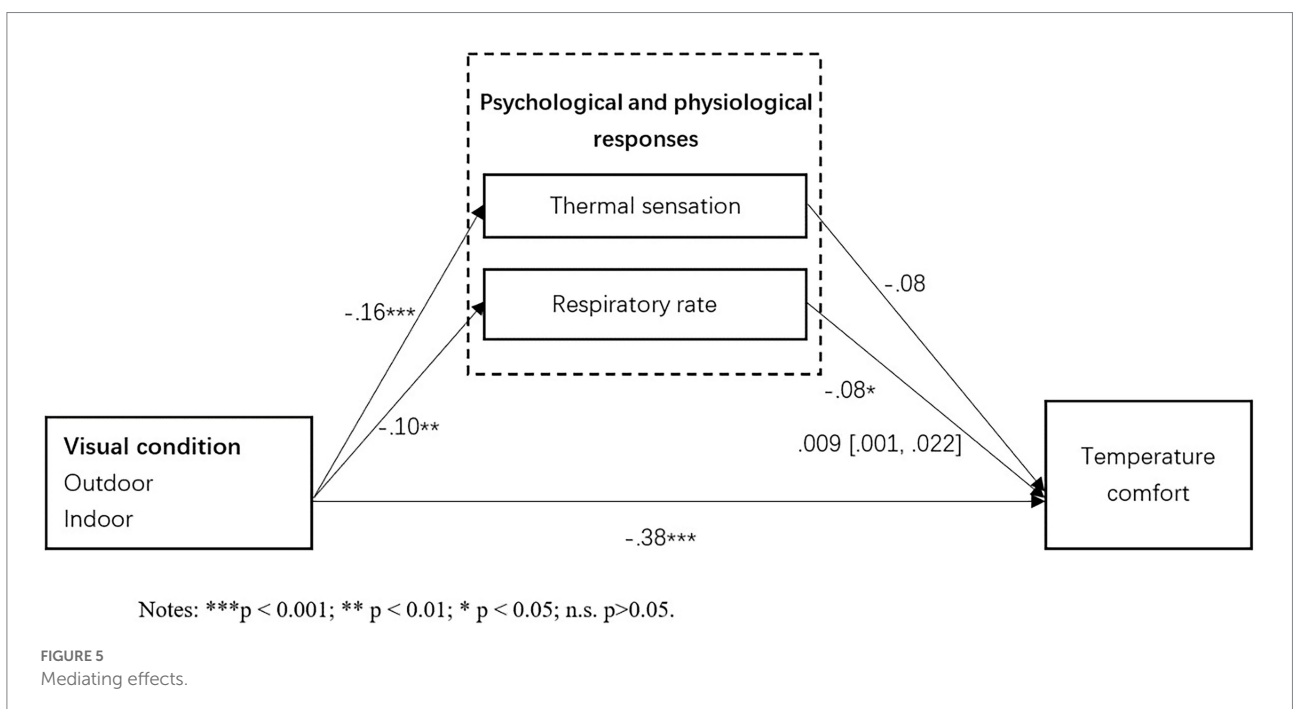 Psychological and physiological
responses
Thermal sensation
Respiratory rate
-.16***
-.10**
-.08
-.08*
.009 [.001, .022]
Visual condition
Outdoor
Indoor
Temperature
comfort
-.38***
Notes: ***p < 0.001; ** p < 0.01; * p < 0.05; n.s. p>0.05.
FIGURE 5
Mediating effects.